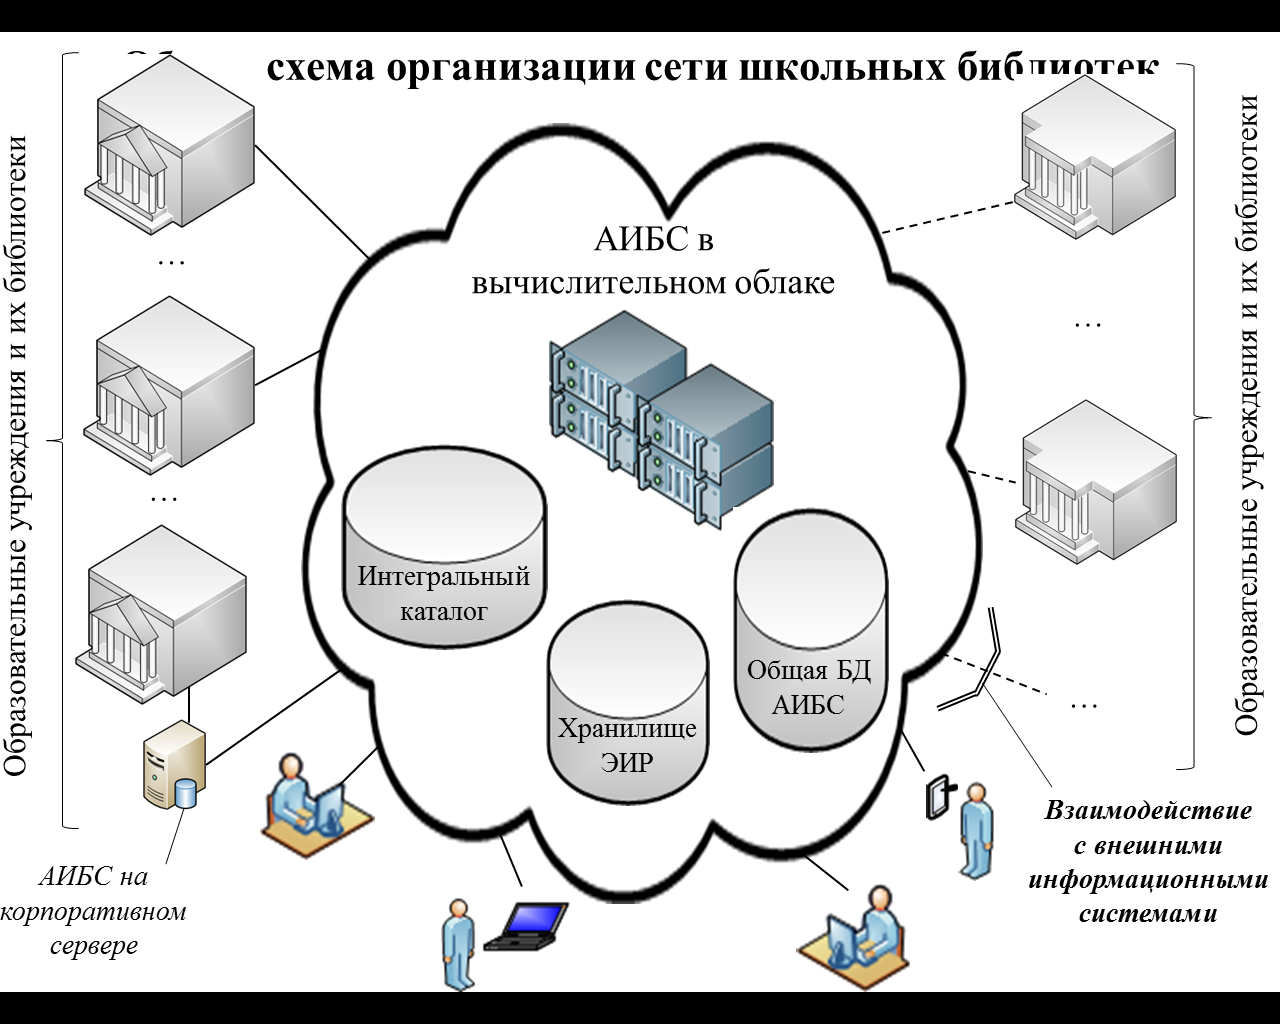 схема организации сети школьных библиотек
Образовательные учреждения и их библиотеки
...
...
АИБС в
вычислительном облаке
Интегральный
каталог
Хранилище
ЭИР
Общая БД
АИБС
АИБС на
корпоративном
сервере
...
...
Взаимодействие
с внешними
информационными
системами
Образовательные учреждения и их библиотеки